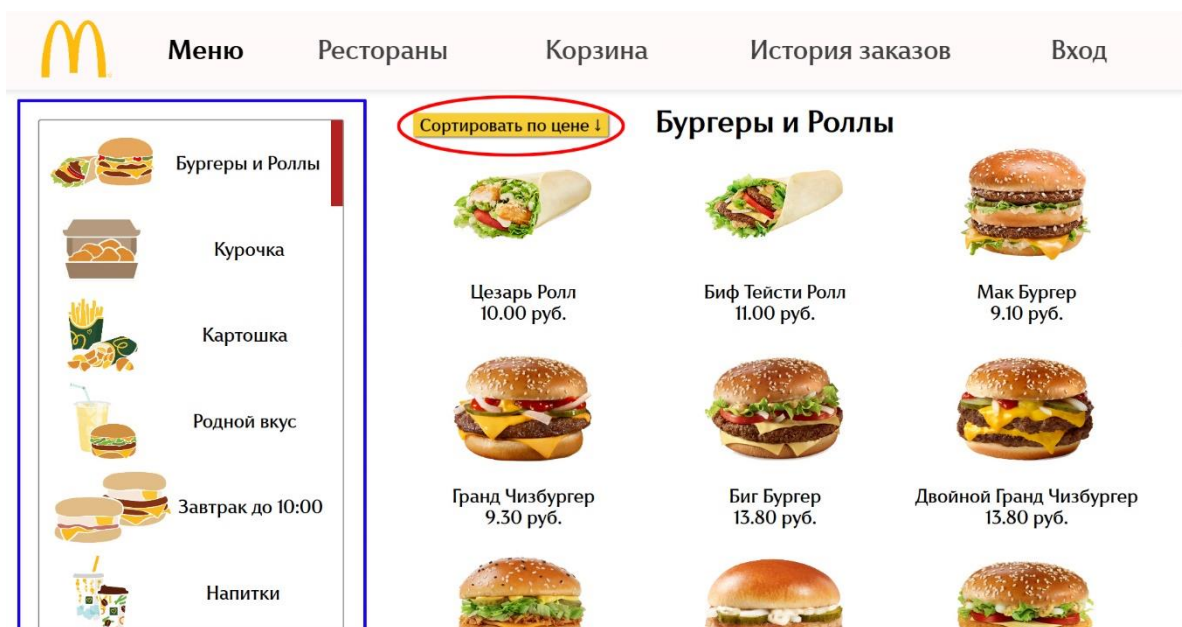 Меню
Рестораны
Корзина
История заказов
Вход
Бургеры и Роллы
Курочка
Картошка
Родной вкус
Завтрак до 10:00
Напитки
Сортировать по цене ↓
Бургеры и Роллы
Цезарь Ролл
10.00 руб.
Биф Тейсти Ролл
11.00 руб.
Мак Бургер
9.10 руб.
Гранд Чизбургер
9.30 руб.
Биг Бургер
13.80 руб.
Двойной Гранд Чизбургер
13.80 руб.